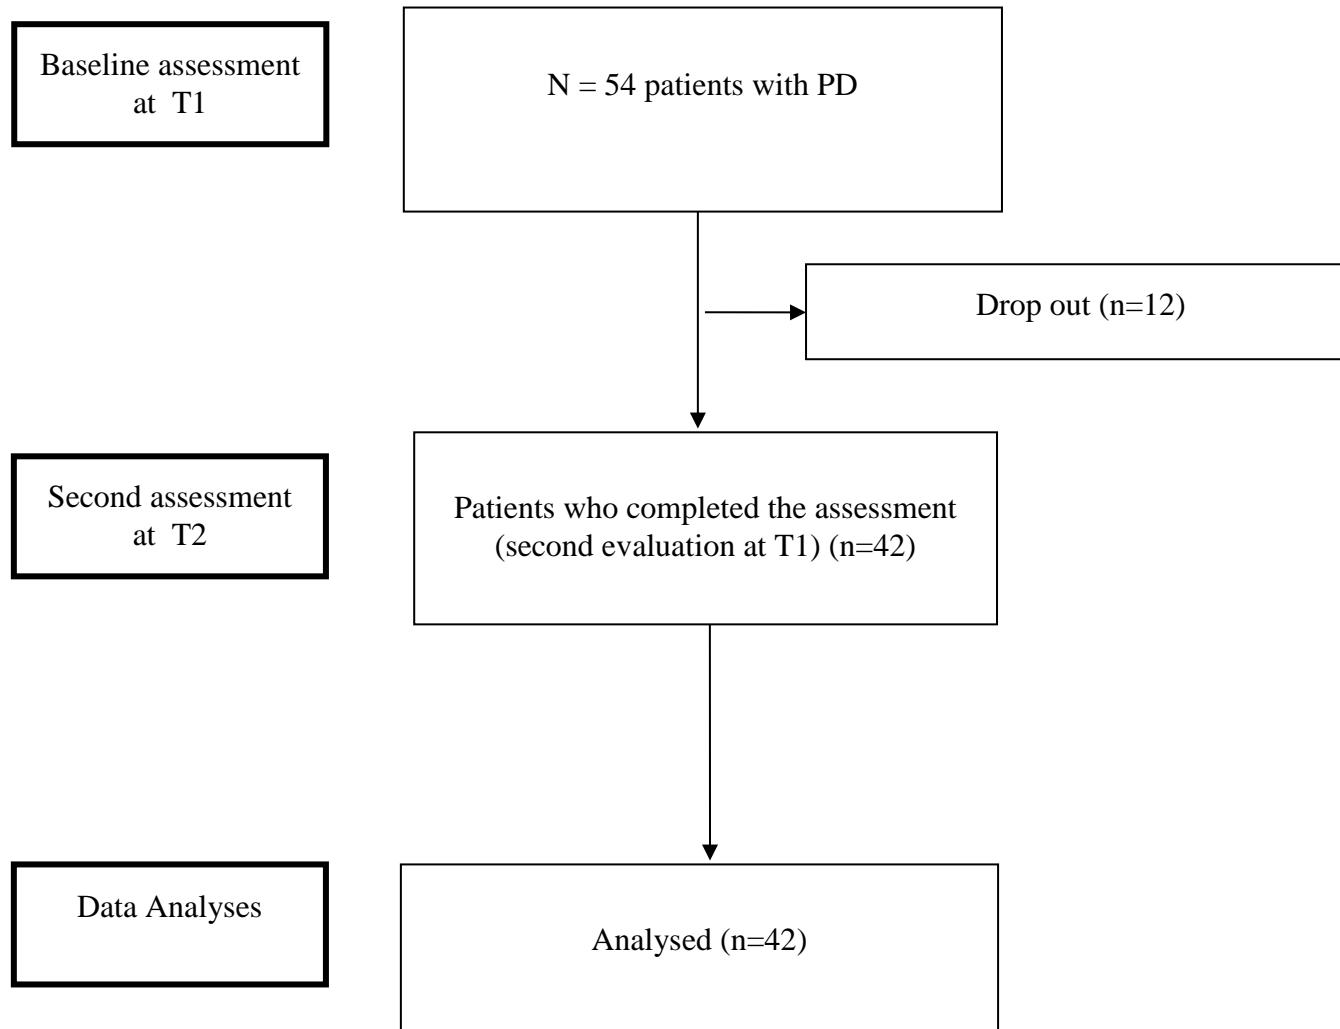 Baseline assessment
at T1
N = 54 patients with PD
Drop out (n=12)
Second assessment
at T2
Patients who completed the assessment
(second evaluation at T1) (n=42)
Data Analyses
Analysed (n=42)